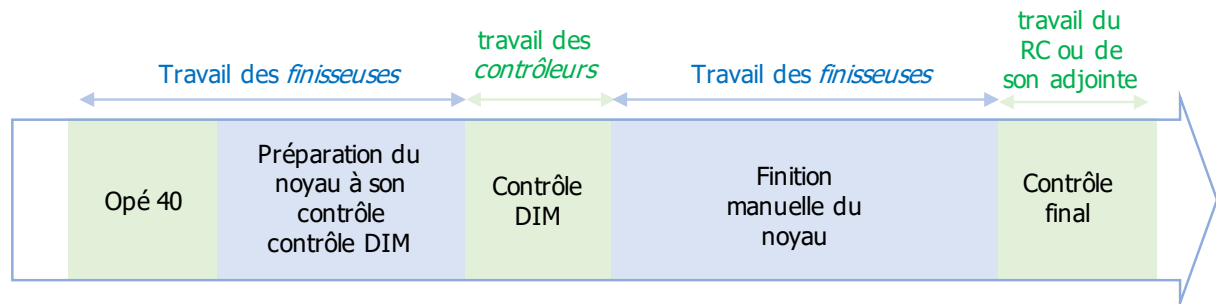 Travail des finisseuses
travail des
contrôleurs
Travail des finisseuses
travail du
RC ou de
son adjointe
Opé 40
Préparation du
noyau à son
contrôle
contrôle DIM
Contrôle
DIM
Finition
manuelle du
noyau
Contrôle
final